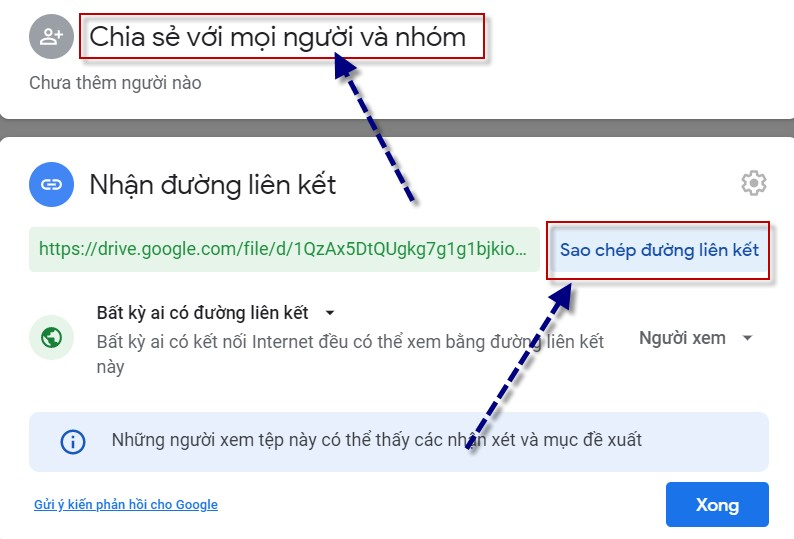 Chia sẻ với mọi người và nhóm
Chưa thêm người nào
Nhận đường liên kết
https://drive.google.com/file/d/1QzAx5DtQUgkg7g1g1bjkio...
Sao chép đường liên kết
Bất kỳ ai có đường liên kết
Bất kỳ ai có kết nối Internet đều có thể xem bằng đường liên kết
này
Người xem
Những người xem tệp này có thể thấy các nhận xét và mục đề xuất
Gửi ý kiến phản hồi cho Google
Xong